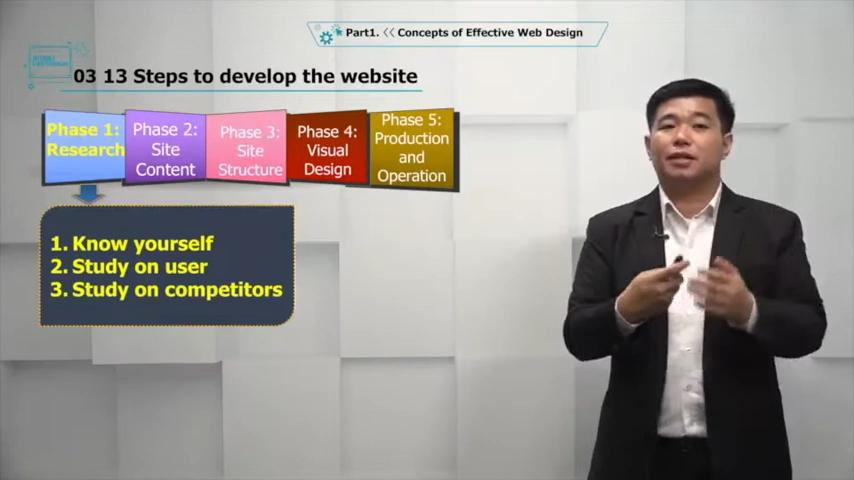 Part1. << Concepts of Effective Web Design
03 13 Steps to develop the website
Phase 1:
Research
Phase 2:
Site
Content
Phase 3:
Site
Structure
Phase 4:
Visual
Design
Phase 5:
Production
and
Operation
1. Know yourself
2. Study on user
3. Study on competitors